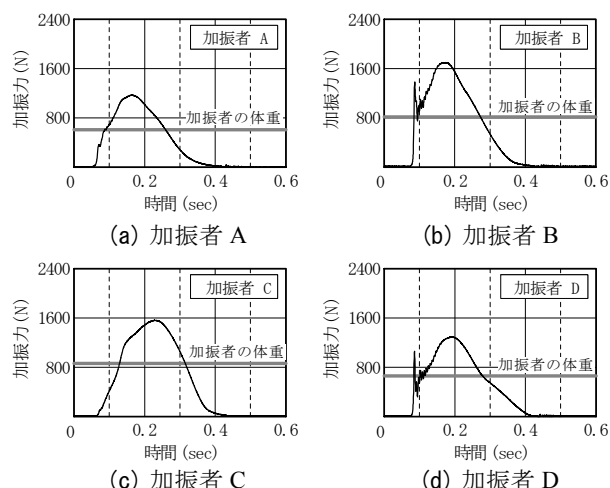 2400
1600
800
0
加振力(N)
加振者 A
加振者の体重
0 0.2 0.4 0.6
時間 (sec)
(a) 加振者 A
2400
1600
800
0
加振力(N)
加振者 B
加振者の体重
0 0.2 0.4 0.6
時間 (sec)
(b) 加振者 B
2400
1600
800
加振力(N)
加振者 C
加振者の体重
0 0.2 0.4 0.6
時間 (sec)
(c) 加振者 C
2400
1600
800
加振力(N)
加振者 D
加振者の体重
0 0.2 0.4 0.6
時間 (sec)
(d) 加振者 D